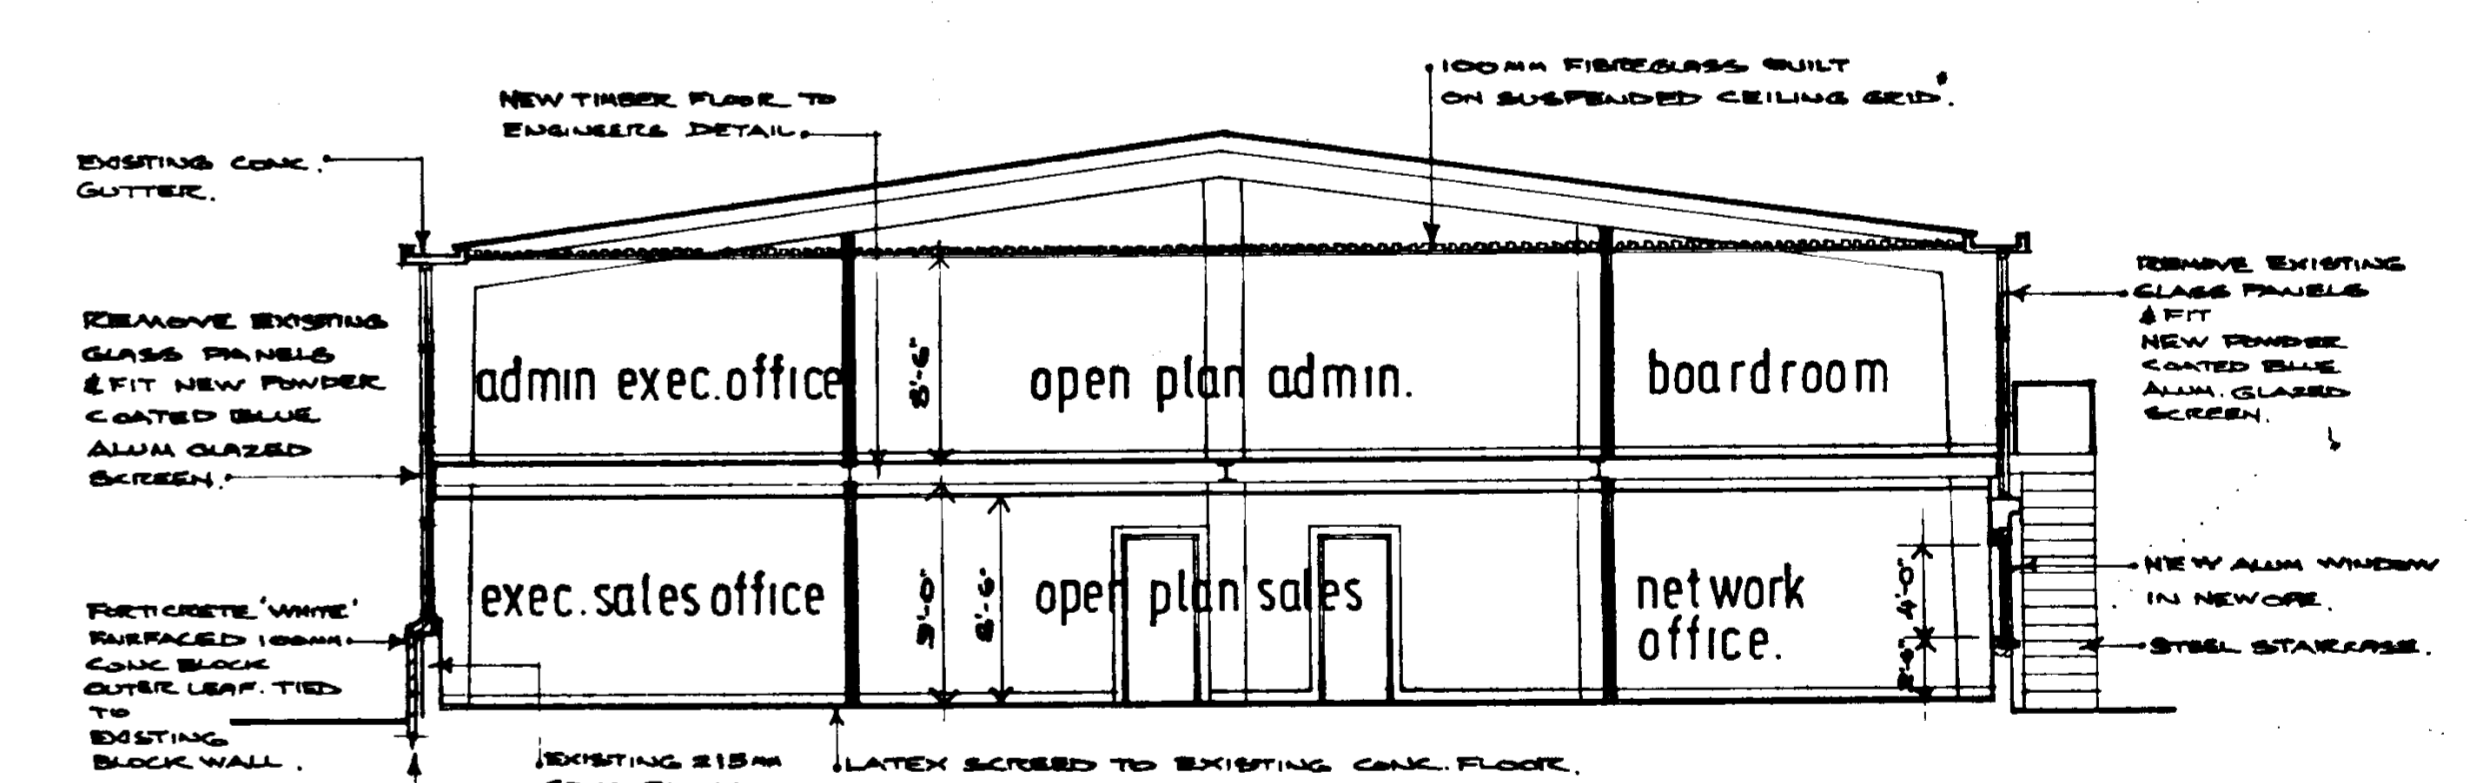 100MM FIBREGLASS QUILT
ON SUSPENDED CEILING GRID.
NEW TIMBER FLOOR TO
ENGINEERS DETAIL.
EXISTING CONC.
GUTTER.
REMOVE EXISTING
GLASS PANELS
& FIT NEW POWDER
COATED BLUE
ALUM GLAZED
SCREEN.
REMOVE EXISTING
GLASS PANELS
& FIT
NEW POWDER
COATED BLUE
ALUM. GLAZED
SCREEN.
admin exec. office
8'-6"
open plan admin.
boardroom
exec. sales office
9'-0"
8'-6"
open plan sales
network
office.
4'-0"
NEW ALUM WINDOW
IN NEW OPE.
STEEL STAIRCASE.
FORTICRETE 'WHITE'
FAIRFACED 100MM
CONC BLOCK
OUTER LEAF. TIED
TO
EXISTING
BLOCK WALL.
EXISTING 215MM
LATEX SCREED TO EXISTING CONC. FLOOR.